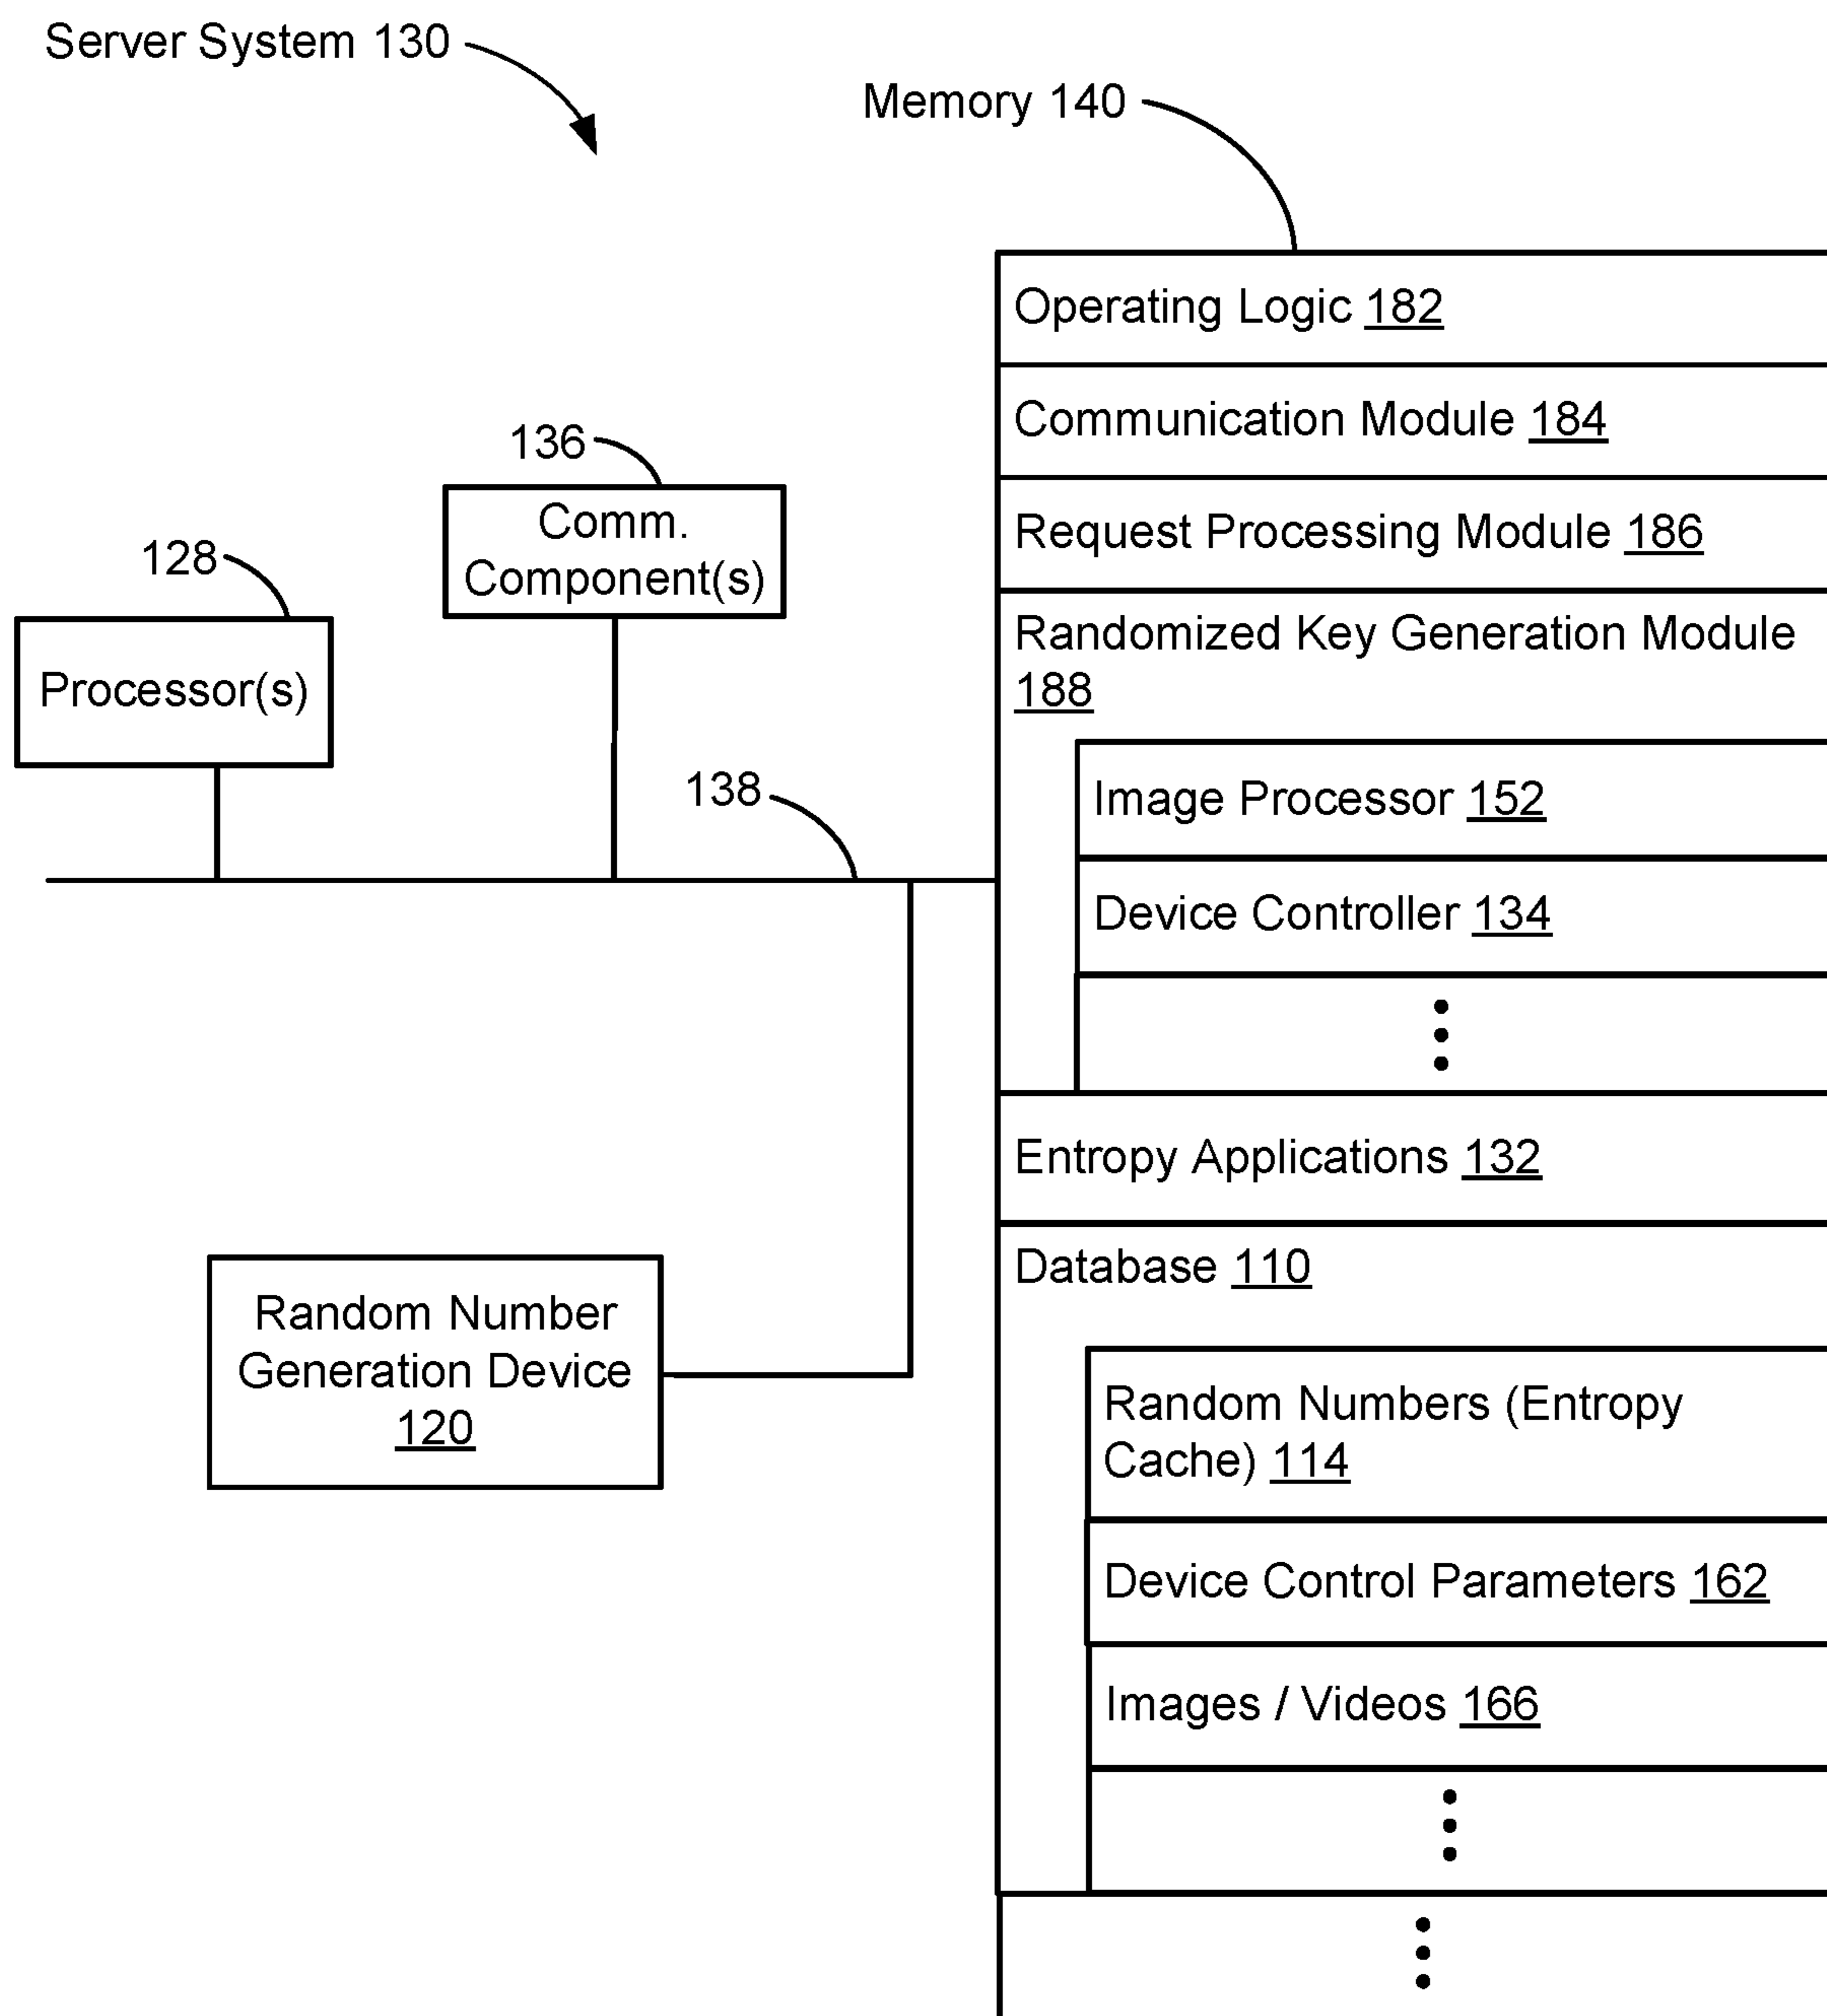 Server System 130
Memory 140
Operating Logic 182
Communication Module 184
136
Comm.
Component(s)
Request Processing Module 186
128
Processor(s)
Randomized Key Generation Module
188
138
Image Processor 152
Device Controller 134
Entropy Applications 132
Database 110
Random Number
Generation Device
120
Random Numbers (Entropy
Cache) 114
Device Control Parameters 162
Images / Videos 166